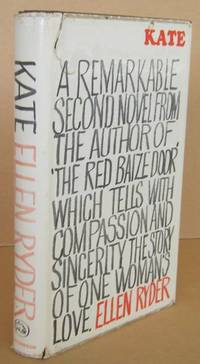 KATE
A REMARKABLE
SECOND NOVEL FROM
THE AUTHOR OF
'THE RED BAIZE DOOR'
WHICH TELLS WITH
COMPASSION AND
SINCERITY THE STORY
OF ONE WOMAN'S
LOVE. ELLEN RYDER
KATE ELLEN RYDER